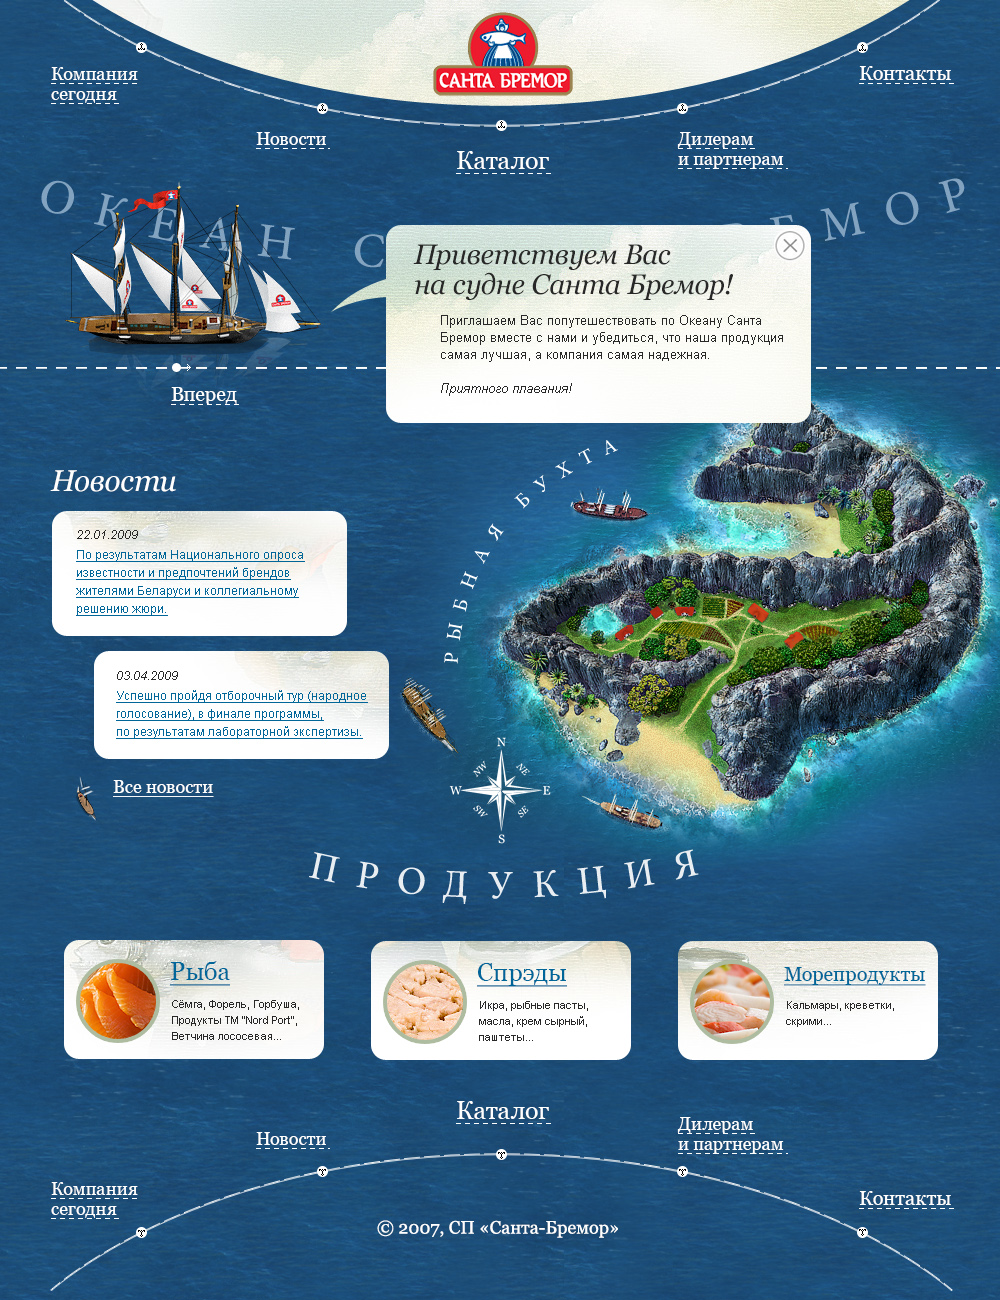 САНТА БРЕМОР
Компания
сегодня
Новости
Каталог
Дилерам
и партнерам
Контакты
ОКЕАН С
ЕМОР
Приветствуем Вас
на судне Санта Бремор!
Приглашаем Вас попутешествовать по Океану Санта
Бремор вместе с нами и убедиться, что наша продукция
самая лучшая, а компания самая надежная.
Приятного плавания!
Вперед
Новости
22.01.2009
По результатам Национального опроса
известности и предпочтений брендов
жителями Беларуси и коллегиальному
решению жюри.
03.04.2009
Успешно пройдя отборочный тур (народное
голосование), в финале программы,
по результатам лабораторной экспертизы.
Все новости
РЫБНАЯ БУХТА
N
NW
NE
W
E
SW
SE
S
ПРОДУКЦИЯ
Рыба
Сёмга, Форель, Горбуша,
Продукты ТМ "Nord Port",
Ветчина лососевая...
Спрэды
Икра, рыбные пасты,
масла, крем сырный,
паштеты...
Морепродукты
Кальмары, креветки,
скрими...
Каталог
Новости
Дилерам
и партнерам
Компания
сегодня
Контакты
© 2007, СП «Санта-Бремор»